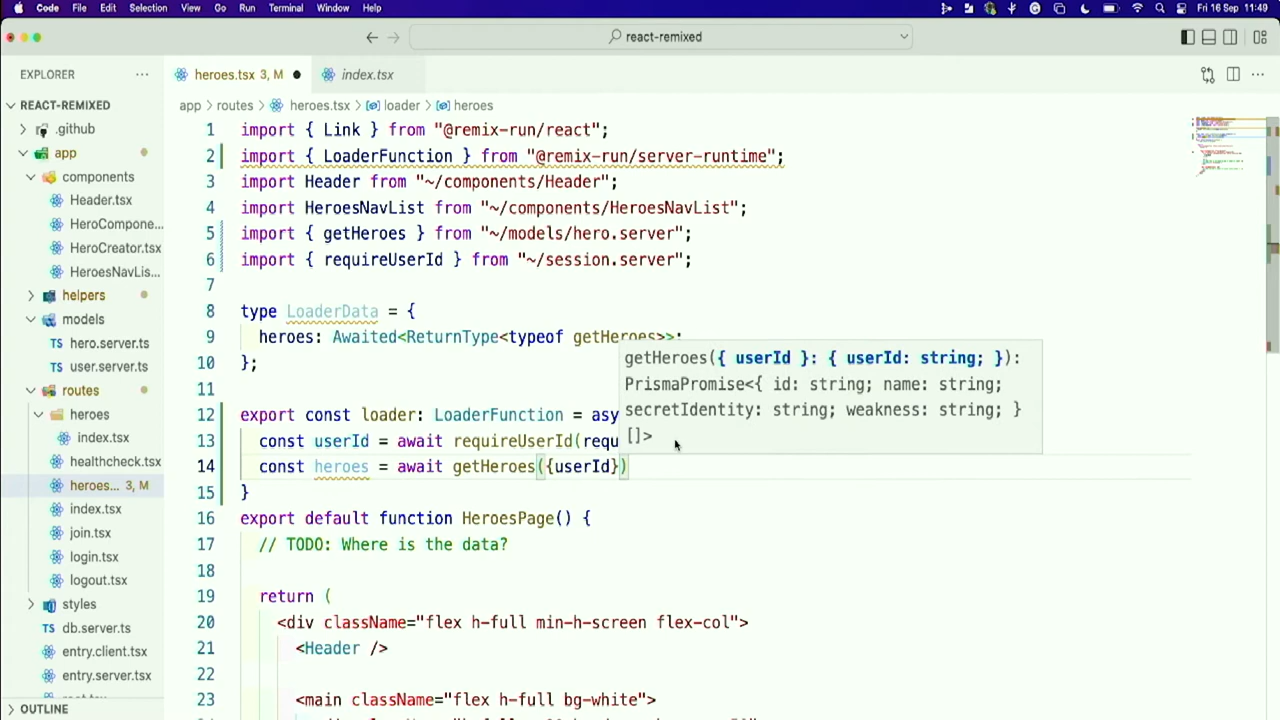 Code File Edit Selection View Go Run Terminal Window Help Fri 16 Sep 11:49
react-remixed
EXPLORER
heroes.tsx 3, M
index.tsx
REACT-REMIXED
app > routes > heroes.tsx > loader > heroes
.github
app
components
Header.tsx
HeroCompone...
HeroCreator.tsx
HeroesNavLis...
helpers
models
hero.server.ts
user.server.ts
routes
heroes
index.tsx
healthcheck.tsx
heroes... 3, M
index.tsx
join.tsx
login.tsx
logout.tsx
styles
db.server.ts
entry.client.tsx
entry.server.tsx
OUTLINE
1 import { Link } from "@remix-run/react";
2 import { LoaderFunction } from "@remix-run/server-runtime";
3 import Header from "~/components/Header";
4 import HeroesNavList from "~/components/HeroesNavList";
5 import { getHeroes } from "~/models/hero.server";
6 import { requireUserId } from "~/session.server";
7
8 type LoaderData = {
9 heroes: Awaited<ReturnType<typeof getHeroes>>;
10 };
11
12 export const loader: LoaderFunction = asy
13 const userId = await requireUserId(requ
14 const heroes = await getHeroes({userId})
15 }
16 export default function HeroesPage() {
17 // TODO: Where is the data?
18
19 return (
20 <div className="flex h-full min-h-screen flex-col">
21 <Header />
22
23 <main className="flex h-full bg-white">
getHeroes({ userId }: { userId: string; }):
PrismaPromise<{ id: string; name: string;
secretIdentity: string; weakness: string; }
[]>